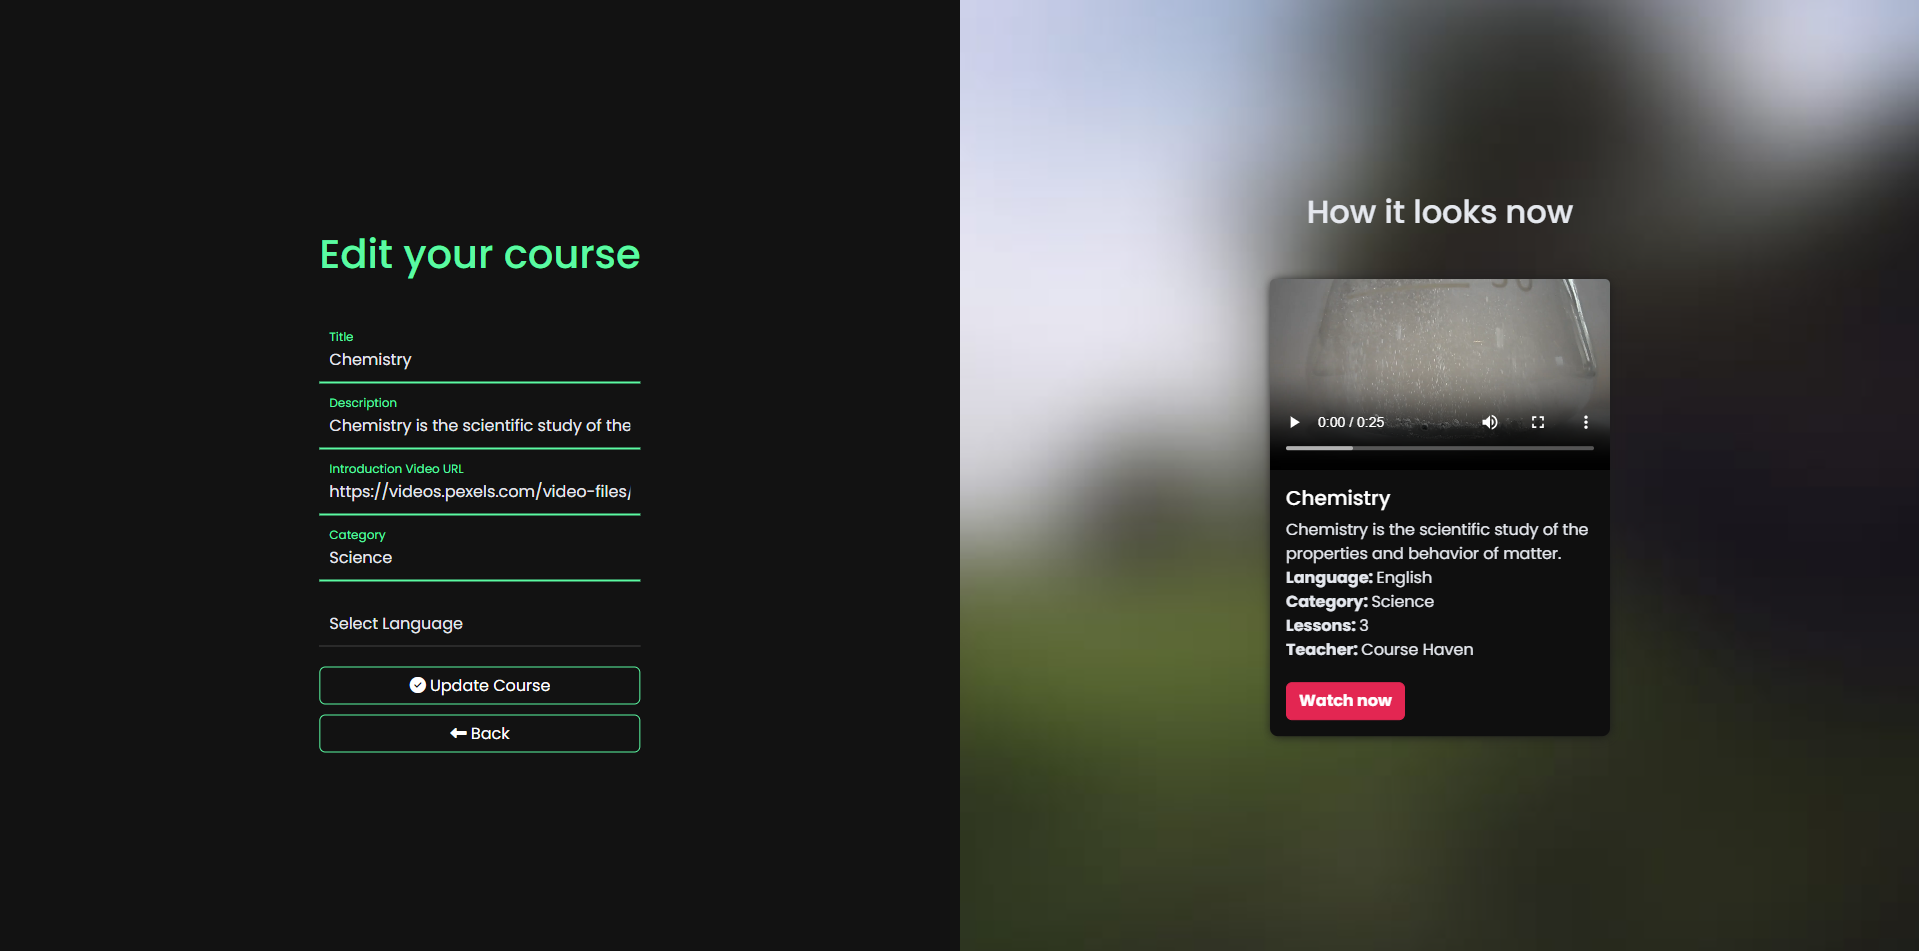 Edit your course
Title
Chemistry
Description
Chemistry is the scientific study of the
Introduction Video URL
https://videos.pexels.com/video-files/
Category
Science
Select Language
Update Course
Back
How it looks now
0:00 / 0:25
Chemistry
Chemistry is the scientific study of the
properties and behavior of matter.
Language: English
Category: Science
Lessons: 3
Teacher: Course Haven
Watch now